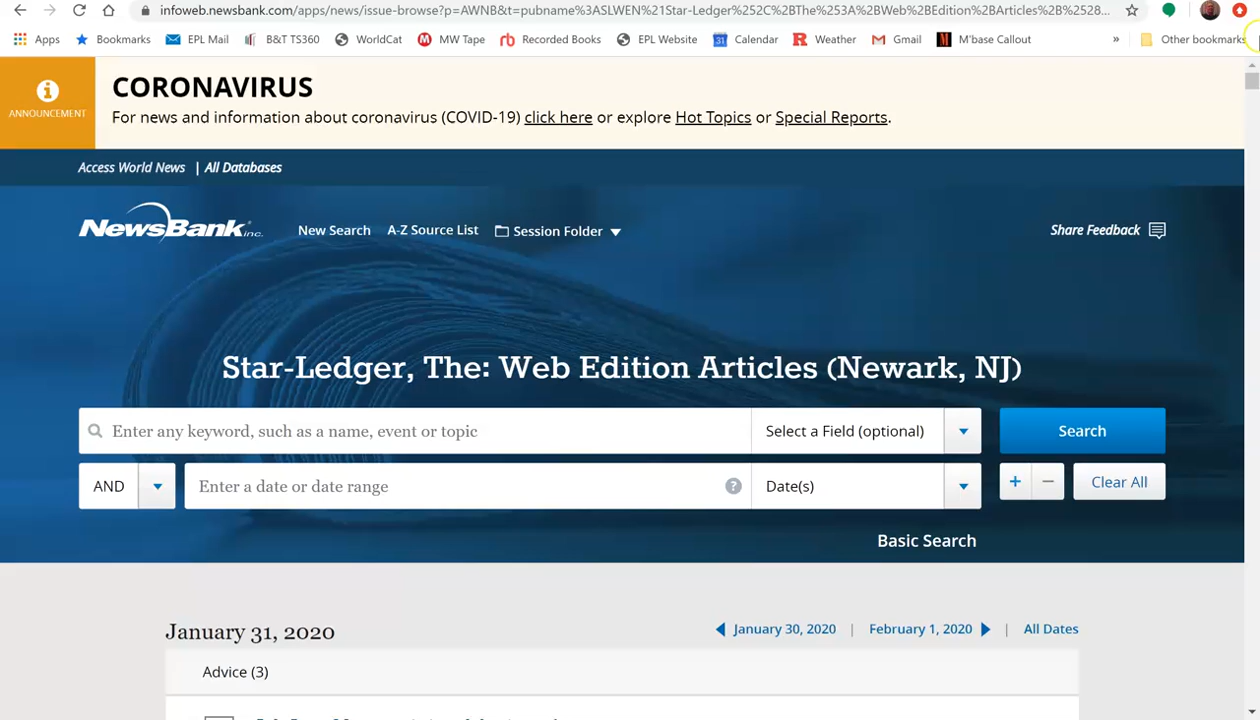 infoweb.newsbank.com/apps/news/issue-browse?p=AWNB&t=pubname%3ASLWEN%21Star-Ledger%252C%2BThe%253A%2BWeb%2BEdition%2BArticles%2B%2528...
Apps Bookmarks EPL Mail B&T TS360 WorldCat MW Tape Recorded Books EPL Website Calendar Weather Gmail M'base Callout » Other bookmarks
CORONAVIRUS
ANNOUNCEMENT
For news and information about coronavirus (COVID-19) click here or explore Hot Topics or Special Reports.
Access World News | All Databases
NewsBank inc. New Search A-Z Source List Session Folder Share Feedback
Star-Ledger, The: Web Edition Articles (Newark, NJ)
Enter any keyword, such as a name, event or topic Select a Field (optional) Search
AND Enter a date or date range ? Date(s) + − Clear All
Basic Search
January 31, 2020 January 30, 2020 | February 1, 2020 | All Dates
Advice (3)